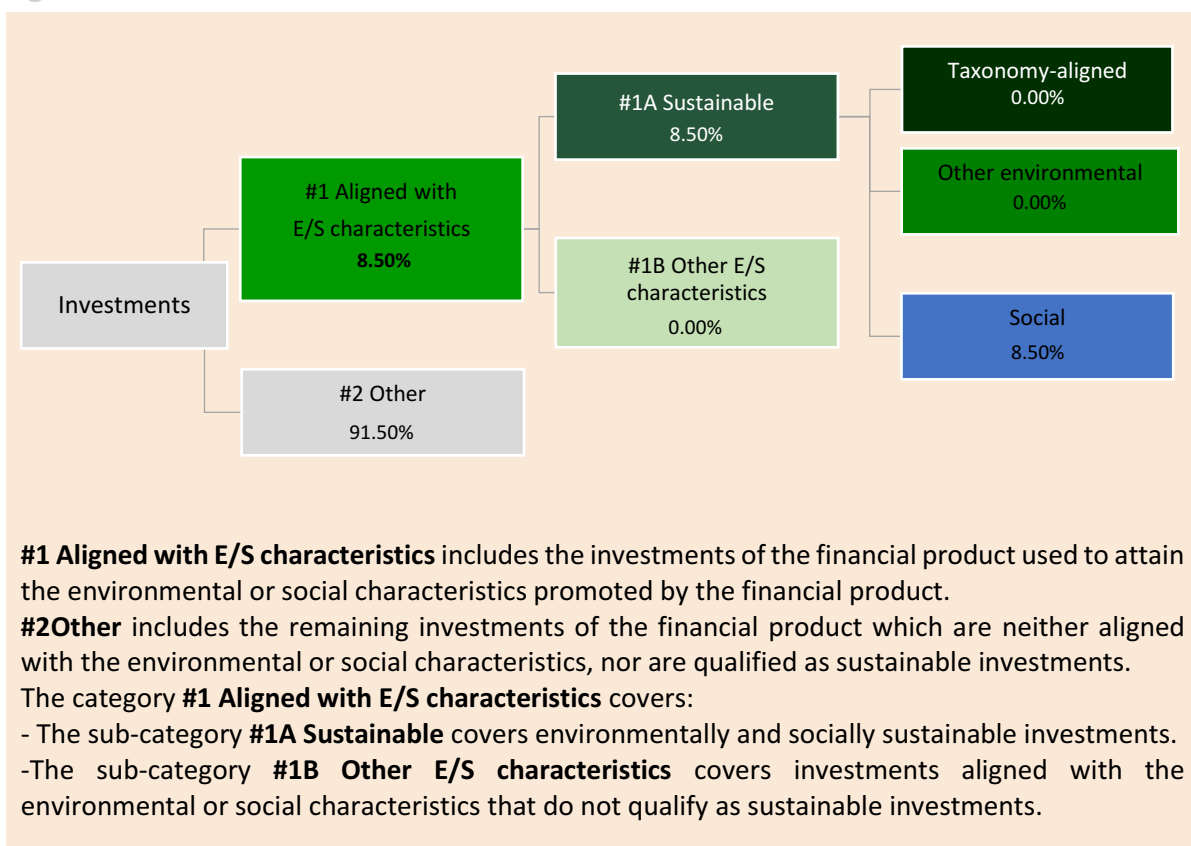 Investments
#1 Aligned with
E/S characteristics
8.50%
#2 Other
91.50%
#1A Sustainable
8.50%
#1B Other E/S
characteristics
0.00%
Taxonomy-aligned
0.00%
Other environmental
0.00%
Social
8.50%
#1 Aligned with E/S characteristics includes the investments of the financial product used to attain
the environmental or social characteristics promoted by the financial product.
#2Other includes the remaining investments of the financial product which are neither aligned
with the environmental or social characteristics, nor are qualified as sustainable investments.
The category #1 Aligned with E/S characteristics covers:
- The sub-category #1A Sustainable covers environmentally and socially sustainable investments.
-The sub-category #1B Other E/S characteristics covers investments aligned with the
environmental or social characteristics that do not qualify as sustainable investments.